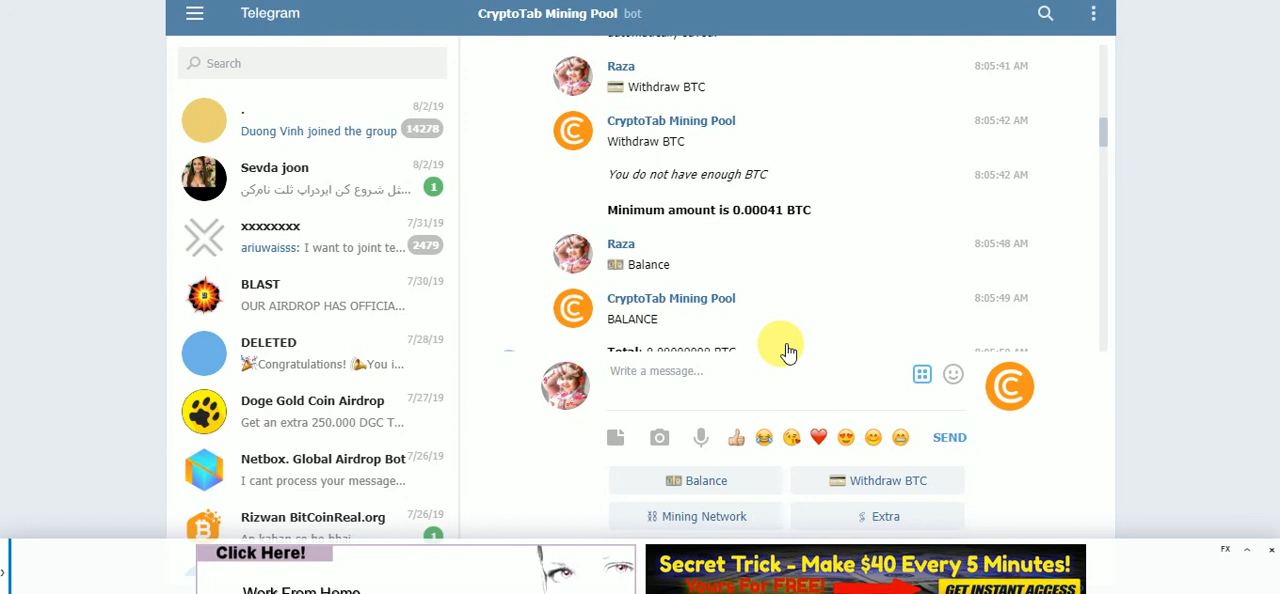 Telegram
CryptoTab Mining Pool bot
Search
.
8/2/19
Duong Vinh joined the group
14278
Sevda joon
8/2/19
1
xxxxxxxx
7/31/19
ariuwaisss: I want to joint te...
2479
BLAST
7/30/19
OUR AIRDROP HAS OFFICIA...
DELETED
7/28/19
🎉Congratulations! You i...
Doge Gold Coin Airdrop
7/27/19
Get an extra 250.000 DGC T...
Netbox. Global Airdrop Bot
7/26/19
I cant process your message...
Rizwan BitCoinReal.org
7/26/19
1
Raza
8:05:41 AM
💳 Withdraw BTC
CryptoTab Mining Pool
8:05:42 AM
Withdraw BTC
You do not have enough BTC
8:05:42 AM
Minimum amount is 0.00041 BTC
Raza
8:05:48 AM
💵 Balance
CryptoTab Mining Pool
8:05:49 AM
BALANCE
Write a message...
SEND
💵 Balance
💳 Withdraw BTC
⛓ Mining Network
Extra
FX
Click Here!
Work From Home
Secret Trick - Make $40 Every 5 Minutes!
Yours For FREE!
GET INSTANT ACCESS